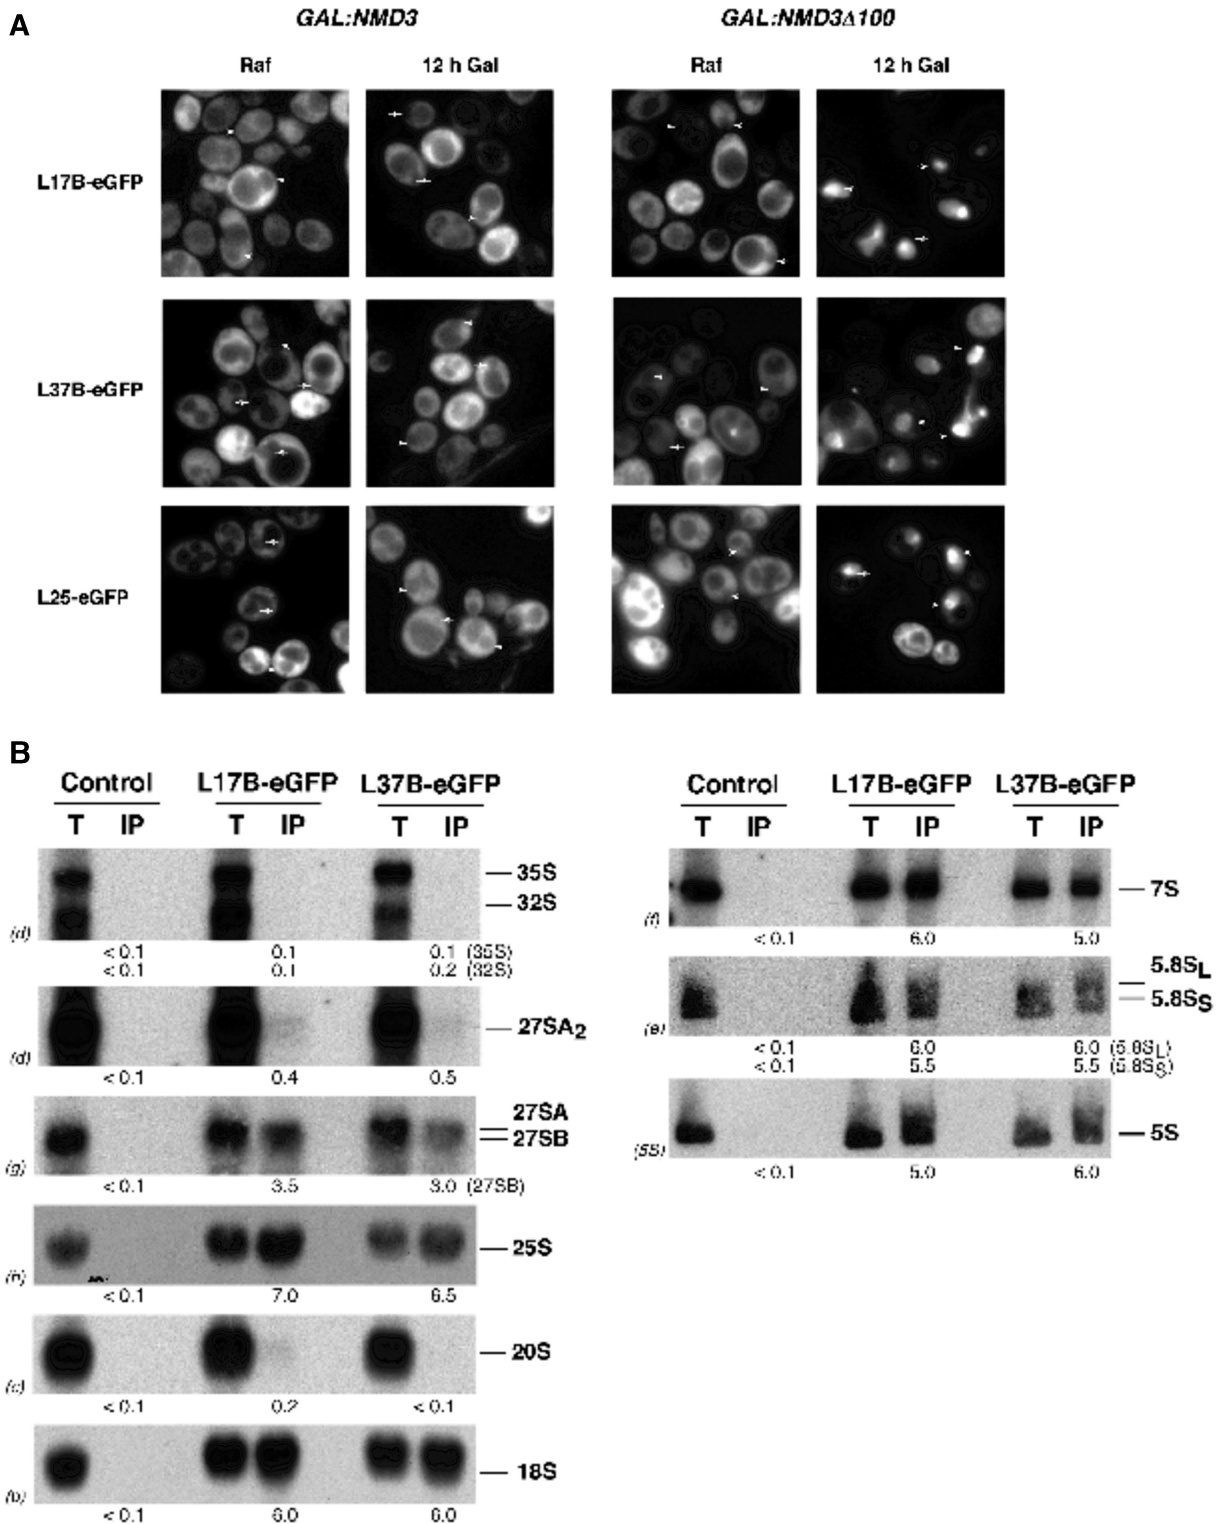 A
GAL:NMD3
GAL:NMD3Δ100
Raf
12 h Gal
Raf
12 h Gal
L17B-eGFP
L37B-eGFP
L25-eGFP
B
Control
L17B-eGFP
L37B-eGFP
T
IP
T
IP
T
IP
35S
32S
(d)
< 0.1
0.1
0.1 (35S)
< 0.1
0.1
0.2 (32S)
27SA2
(d)
< 0.1
0.4
0.5
27SA
27SB
(g)
< 0.1
3.5
3.0 (27SB)
25S
(h)
< 0.1
7.0
6.5
20S
(c)
< 0.1
0.2
< 0.1
18S
(b)
< 0.1
6.0
6.0
Control
L17B-eGFP
L37B-eGFP
T
IP
T
IP
T
IP
7S
(f)
< 0.1
6.0
5.0
5.8SL
5.8SS
(e)
< 0.1
6.0
6.0 (5.8SL)
< 0.1
5.5
5.5 (5.8SS)
5S
(5S)
< 0.1
5.0
6.0